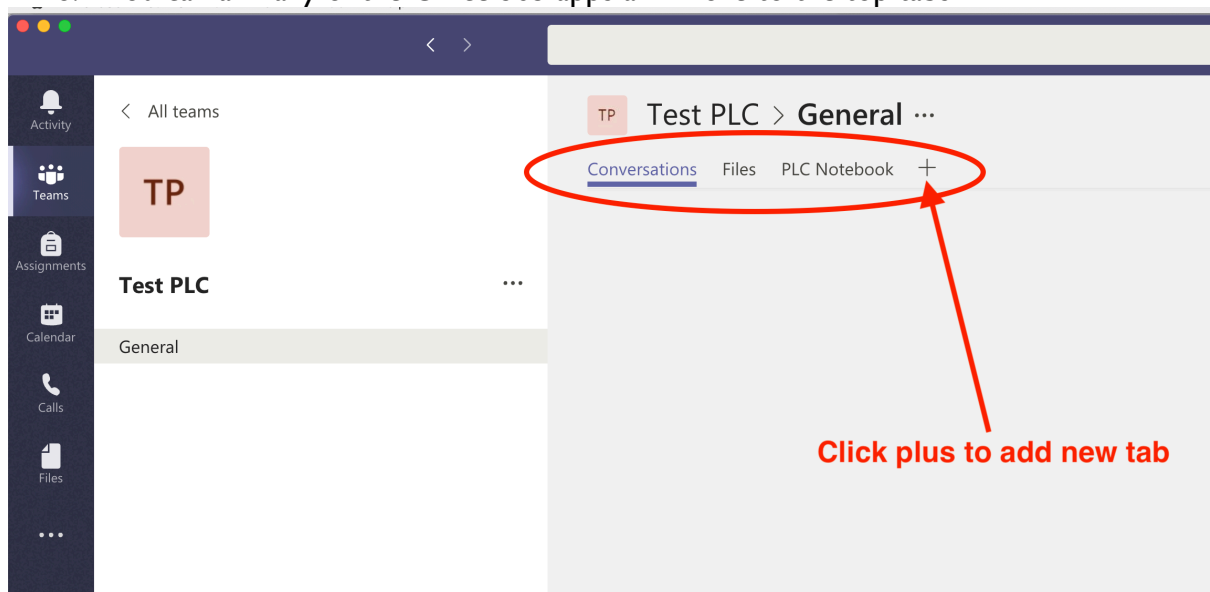 All teams
TP Test PLC > General ...
Activity
Conversations Files PLC Notebook +
Teams
TP
Assignments
Test PLC ...
Calendar
General
Calls
Click plus to add new tab
Files
...